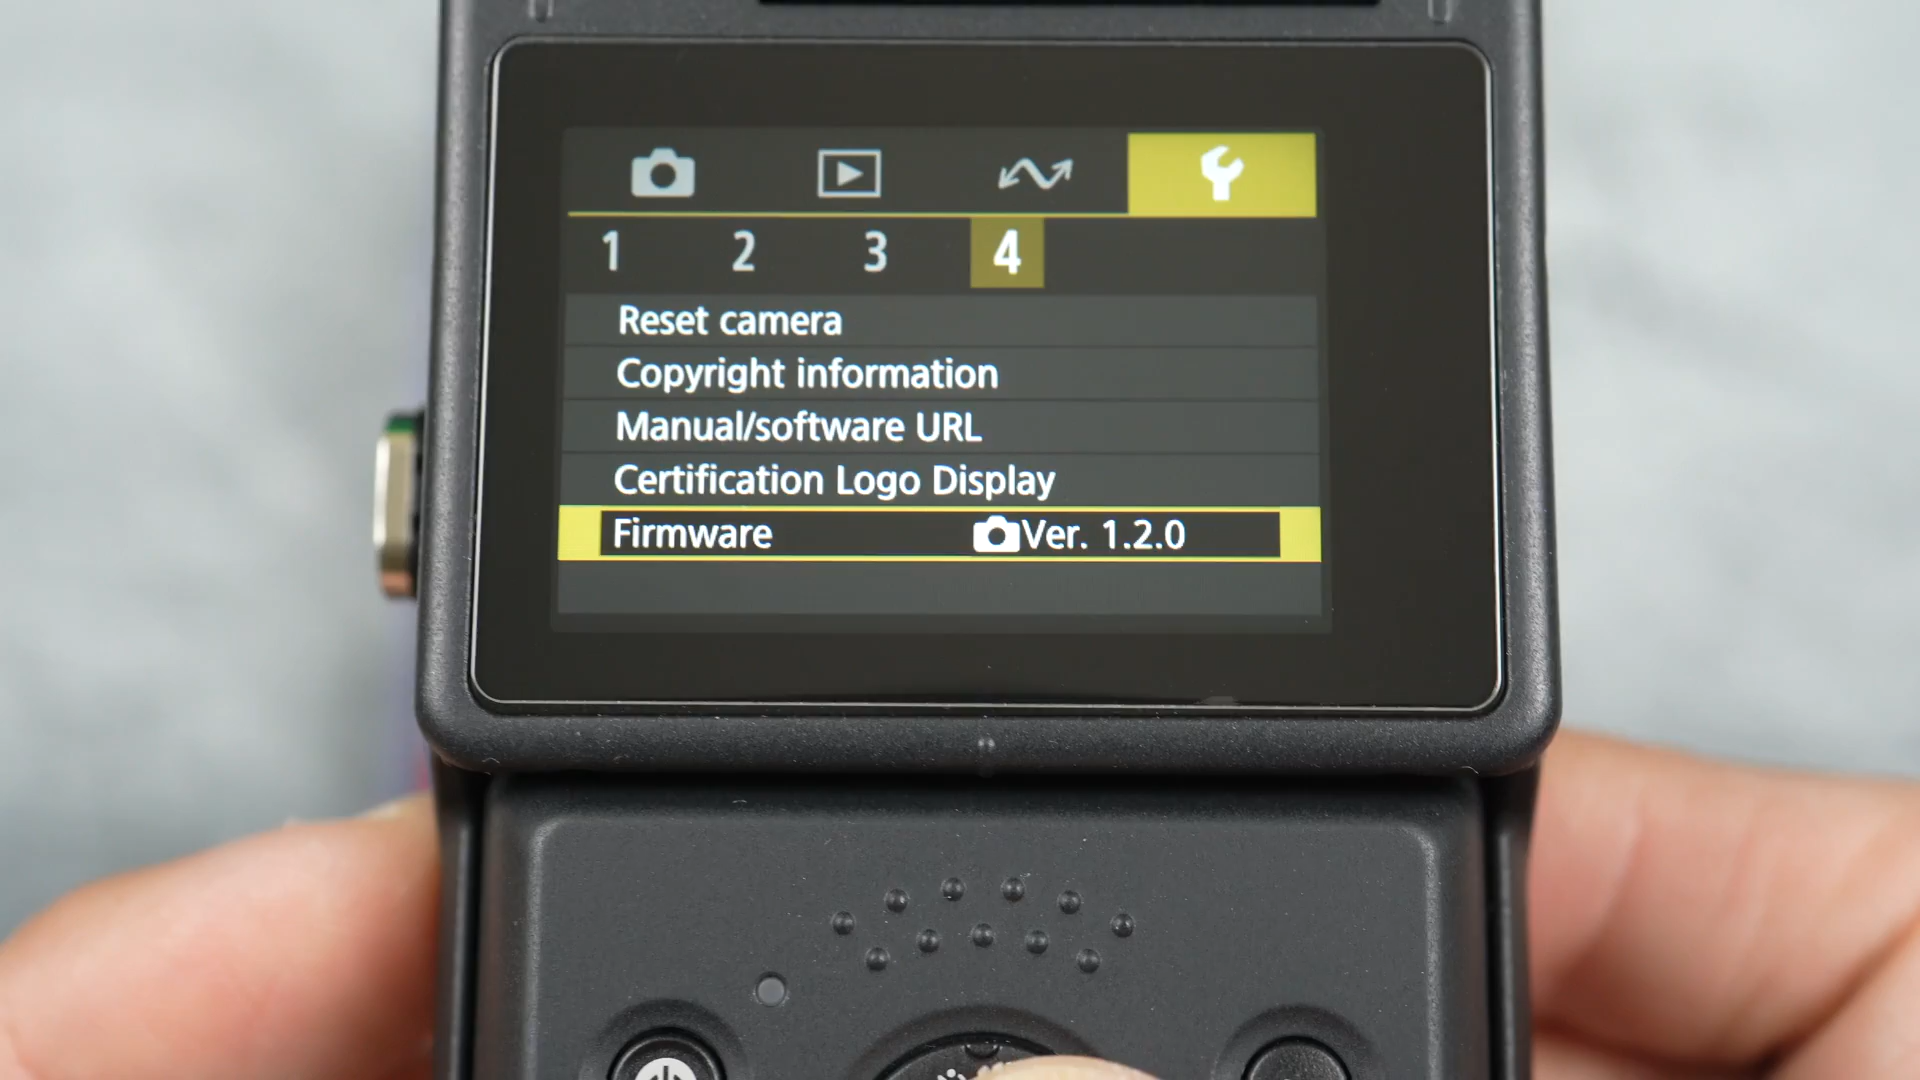 1 2 3 4
Reset camera
Copyright information
Manual/software URL
Certification Logo Display
Firmware Ver. 1.2.0